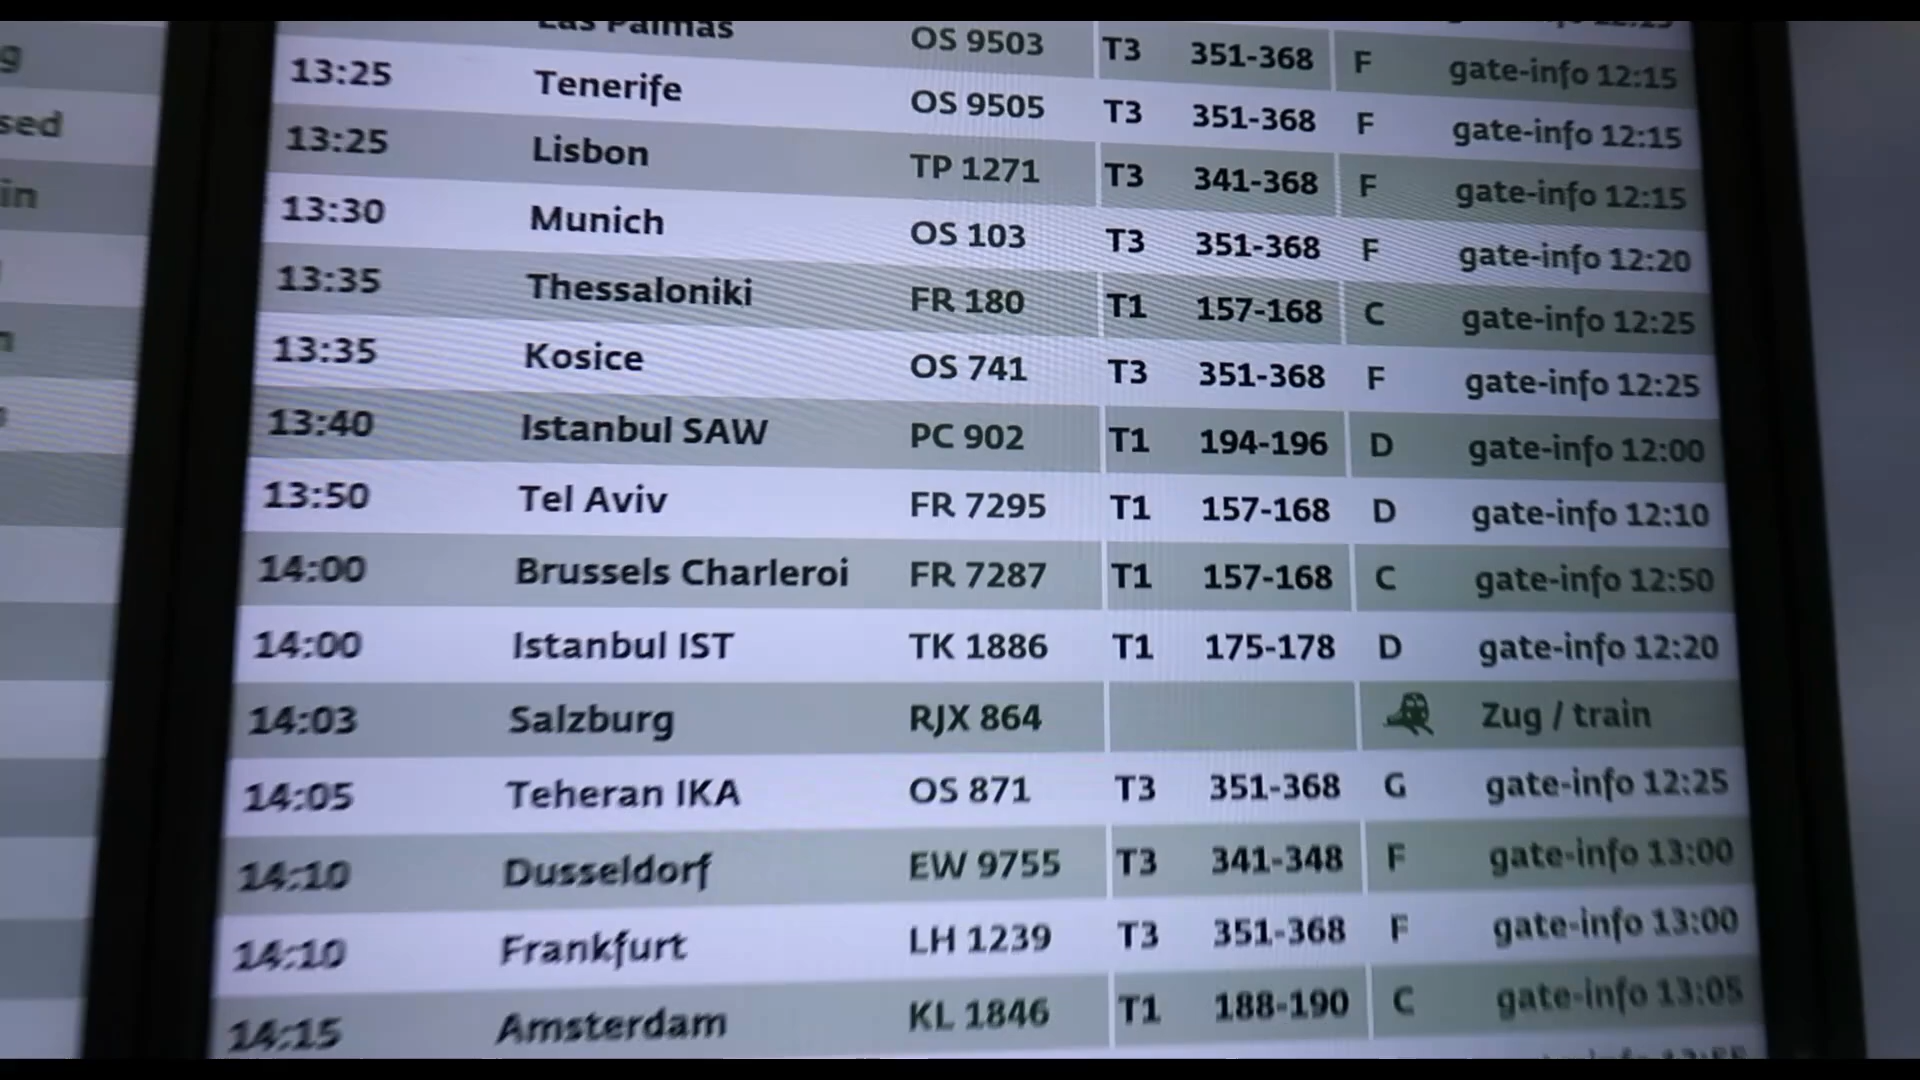 Las Palmas OS 9503 T3 351-368 F gate-info 12:15
13:25 Tenerife OS 9505 T3 351-368 F gate-info 12:15
13:25 Lisbon TP 1271 T3 341-368 F gate-info 12:15
13:30 Munich OS 103 T3 351-368 F gate-info 12:20
13:35 Thessaloniki FR 180 T1 157-168 C gate-info 12:25
13:35 Kosice OS 741 T3 351-368 F gate-info 12:25
13:40 Istanbul SAW PC 902 T1 194-196 D gate-info 12:00
13:50 Tel Aviv FR 7295 T1 157-168 D gate-info 12:10
14:00 Brussels Charleroi FR 7287 T1 157-168 C gate-info 12:50
14:00 Istanbul IST TK 1886 T1 175-178 D gate-info 12:20
14:03 Salzburg RJX 864 Zug / train
14:05 Teheran IKA OS 871 T3 351-368 G gate-info 12:25
14:10 Dusseldorf EW 9755 T3 341-348 F gate-info 13:00
14:10 Frankfurt LH 1239 T3 351-368 F gate-info 13:00
14:15 Amsterdam KL 1846 T1 188-190 C gate-info 13:05